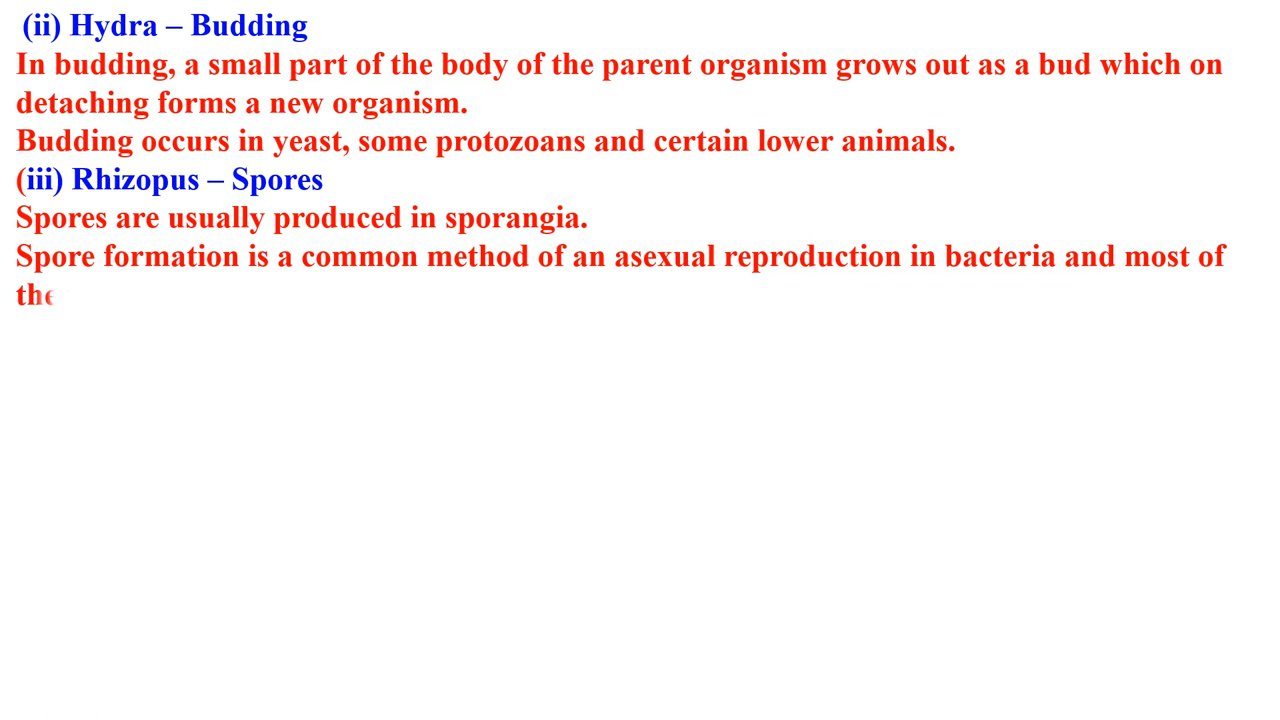 (ii) Hydra – Budding
In budding, a small part of the body of the parent organism grows out as a bud which on
detaching forms a new organism.
Budding occurs in yeast, some protozoans and certain lower animals.
(iii) Rhizopus – Spores
Spores are usually produced in sporangia.
Spore formation is a common method of an asexual reproduction in bacteria and most of
the